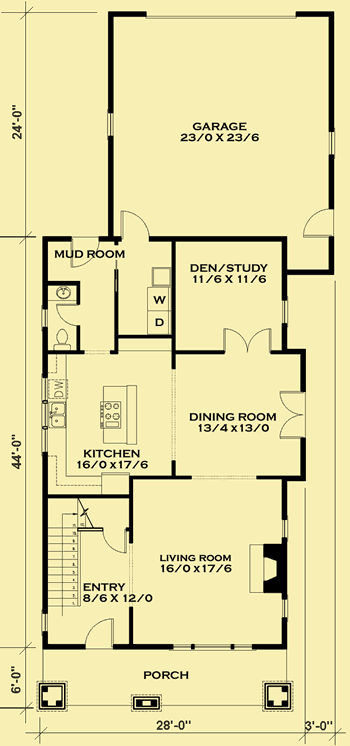 24'-0"
GARAGE
23/0 X 23/6
MUD ROOM
DEN/STUDY
11/6 X 11/6
W
D
DW
DINING ROOM
13/4 X 13/0
KITCHEN
16/0 X 17/6
44'-0"
LIVING ROOM
16/0 X 17/6
ENTRY
8/6 X 12/0
PORCH
6'-0"
28'-0"
3'-0"